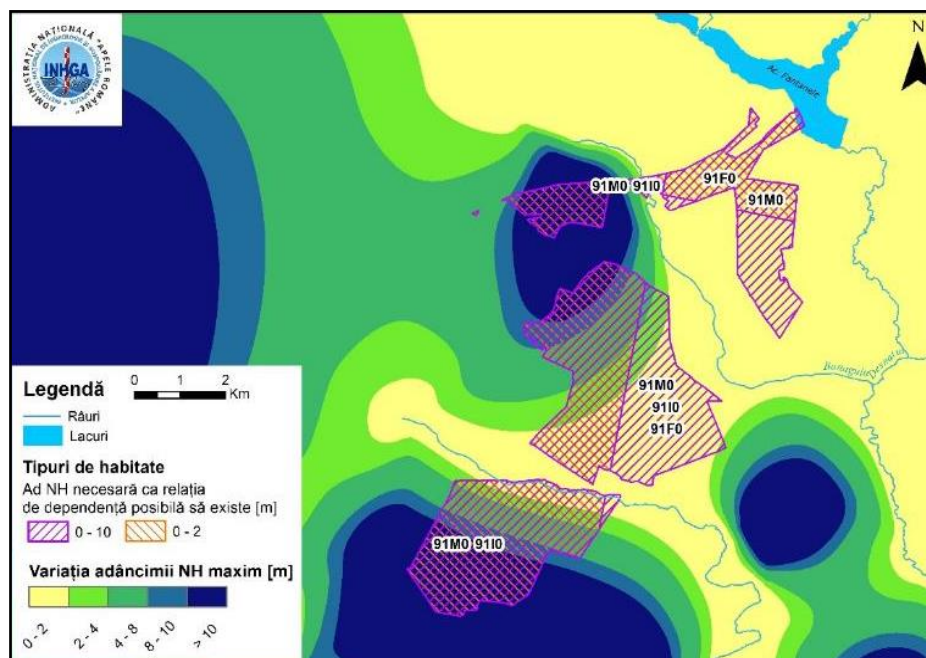 ADMINISTRAȚIA NAȚIONALĂ "APELE ROMÂNE"
INHGA
N
Ac. Fantanele
91M0 91I0
91F0
91M0
91M0
91I0
91F0
91M0 91I0
Legendă
0 1 2
Km
Râuri
Lacuri
Tipuri de habitate
Ad NH necesară ca relația
de dependență posibilă să existe [m]
0 - 10 0 - 2
Variația adâncimii NH maxim [m]
0 - 2 2 - 4 4 - 8 8 - 10 > 10